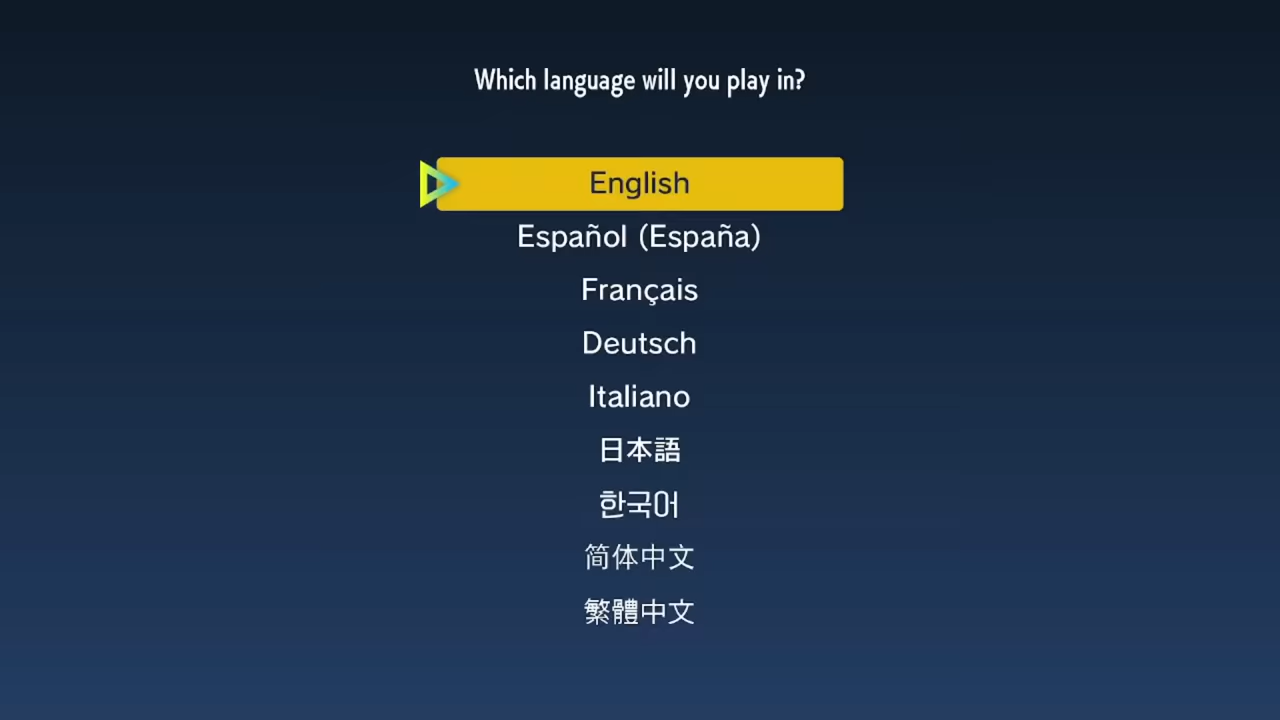 Which language will you play in?
English
Español (España)
Français
Deutsch
Italiano
日本語
한국어
简体中文
繁體中文